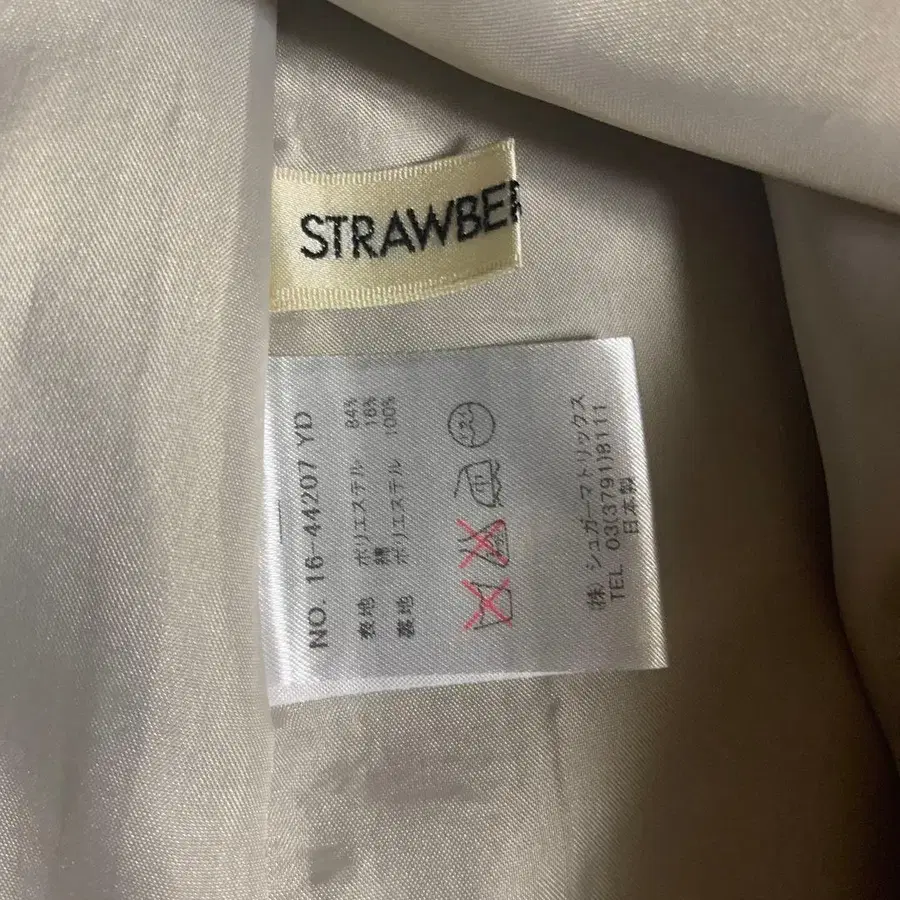 STRAWBER
NO. 16-44207 YD
表地 ポリエステル 84%
綿 16%
裏地 ポリエステル 100%
中
(株) シュガーマトリックス
TEL. 03(3791)8111
日本製